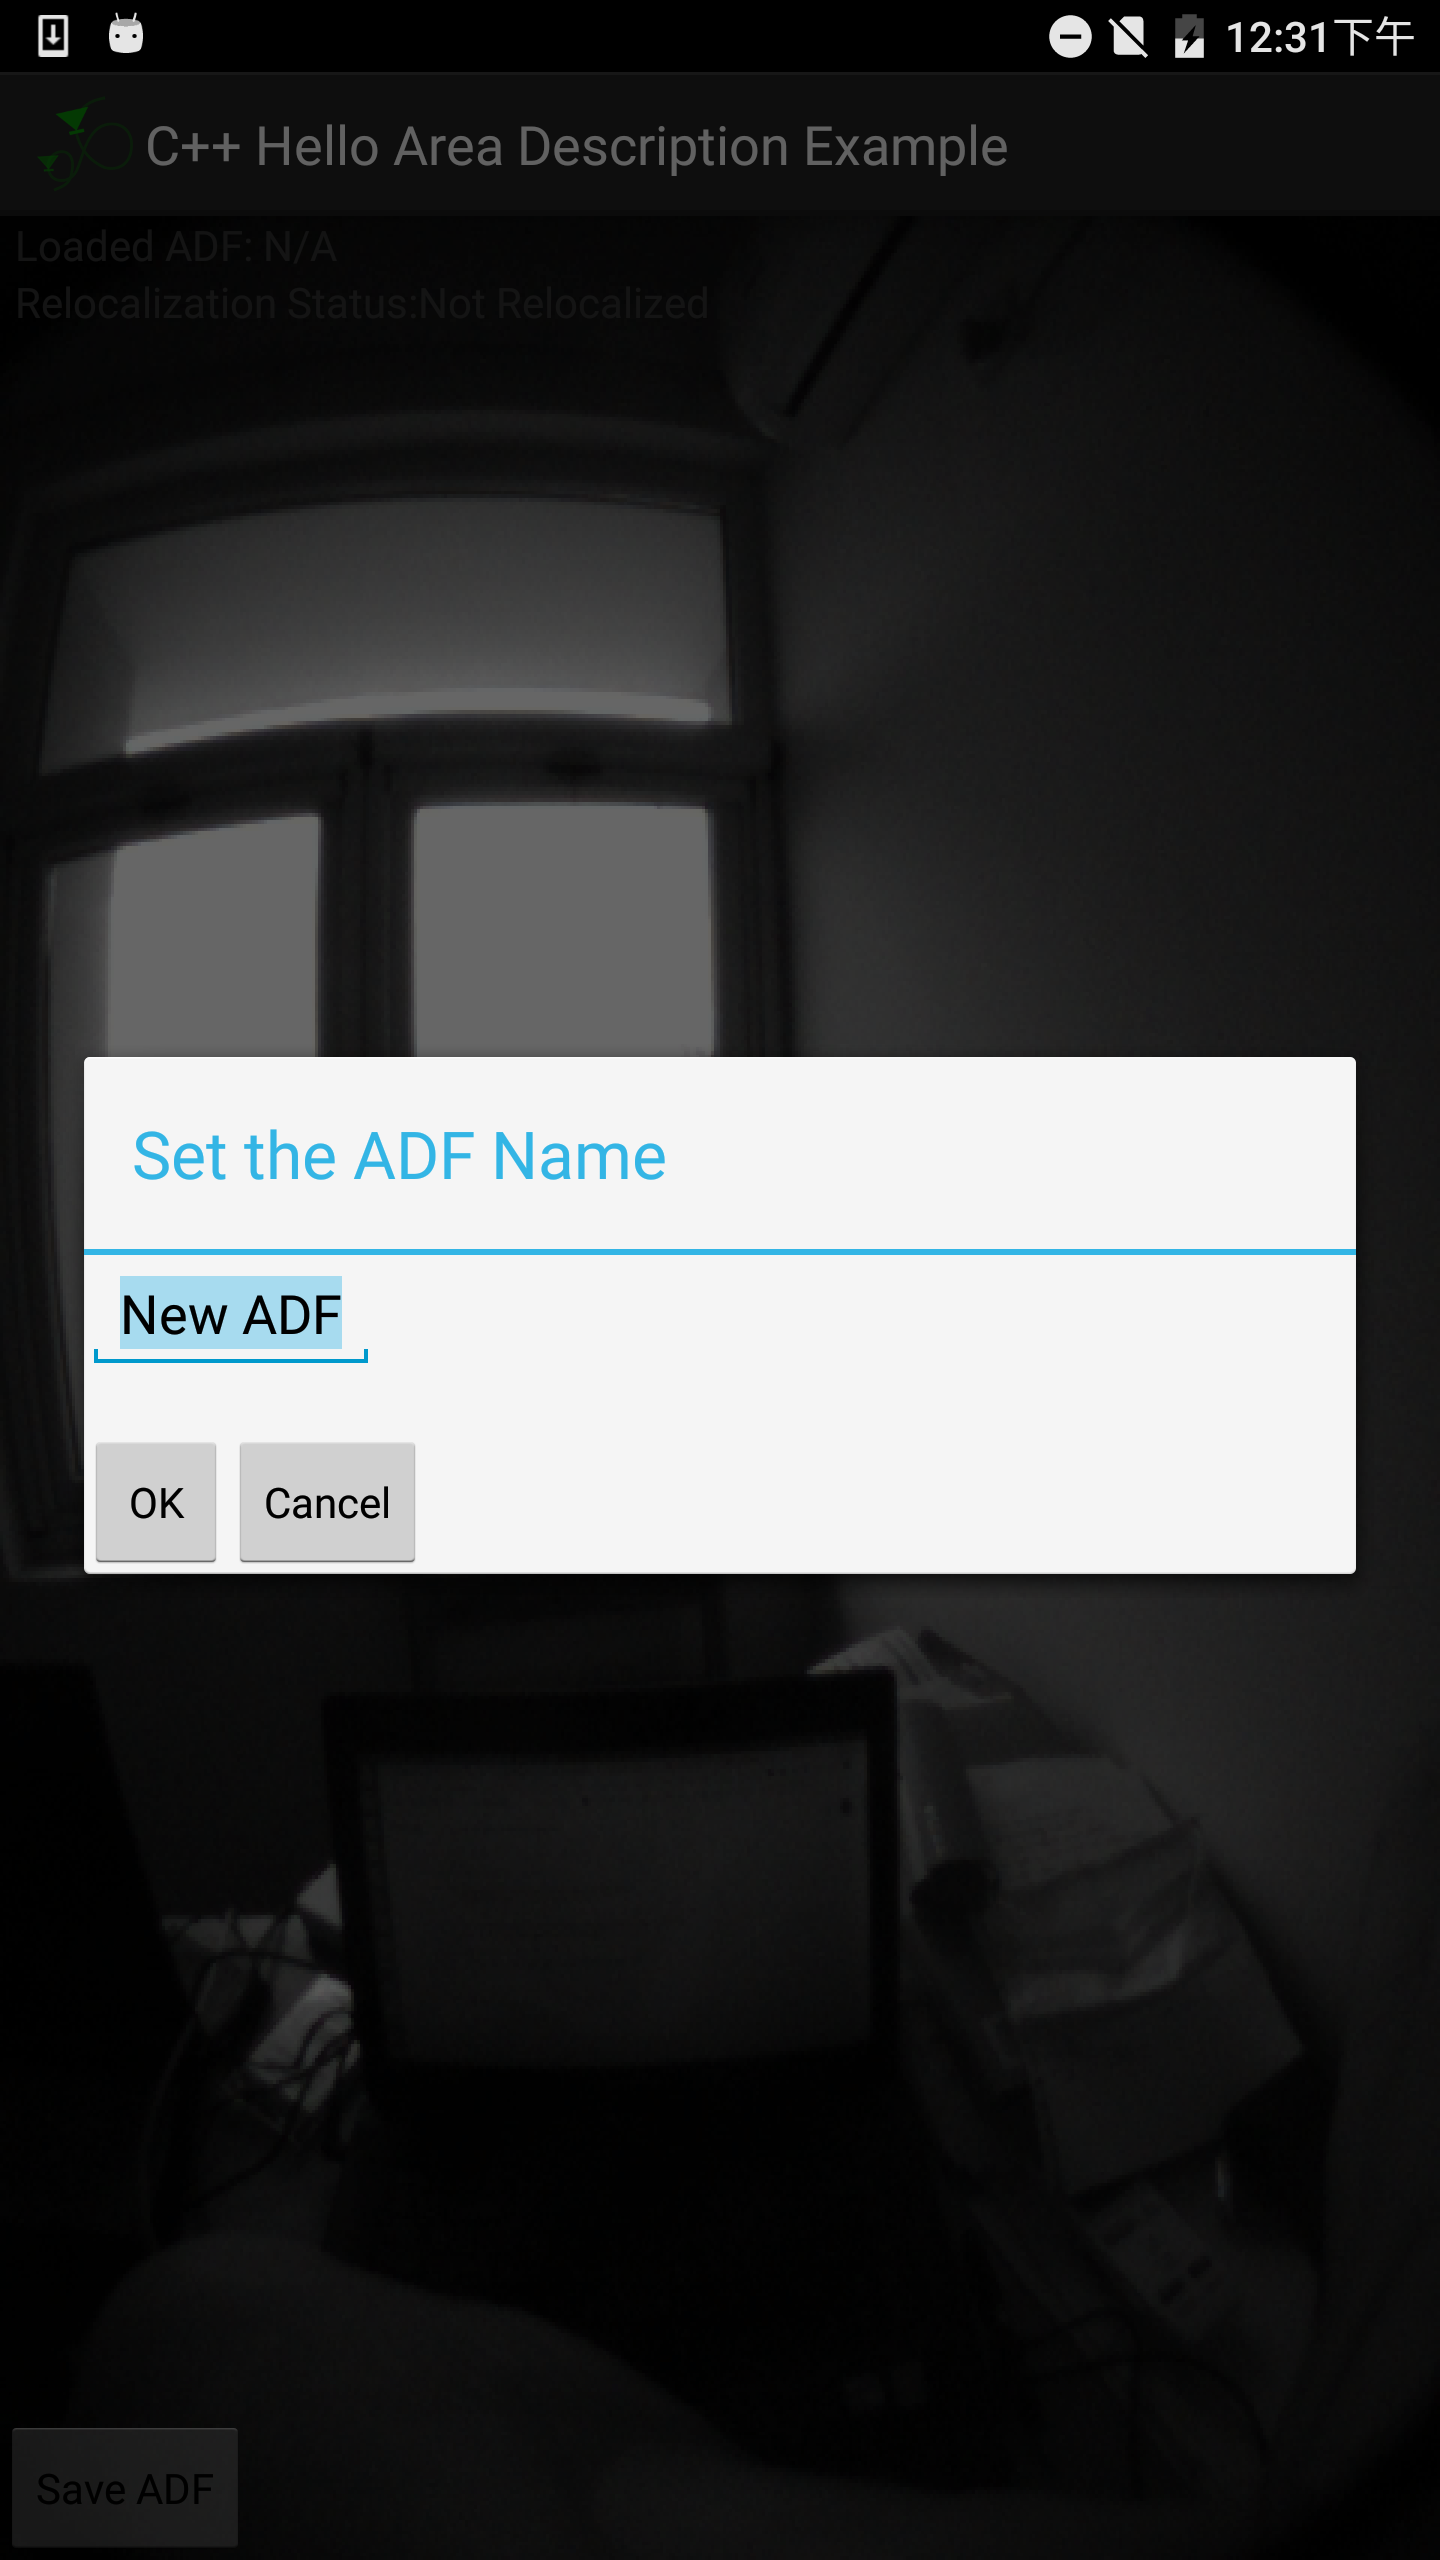 12:31下午
C++ Hello Area Description Example
Loaded ADF: N/A
Relocalization Status:Not Relocalized
Set the ADF Name
New ADF
OK
Cancel
Save ADF